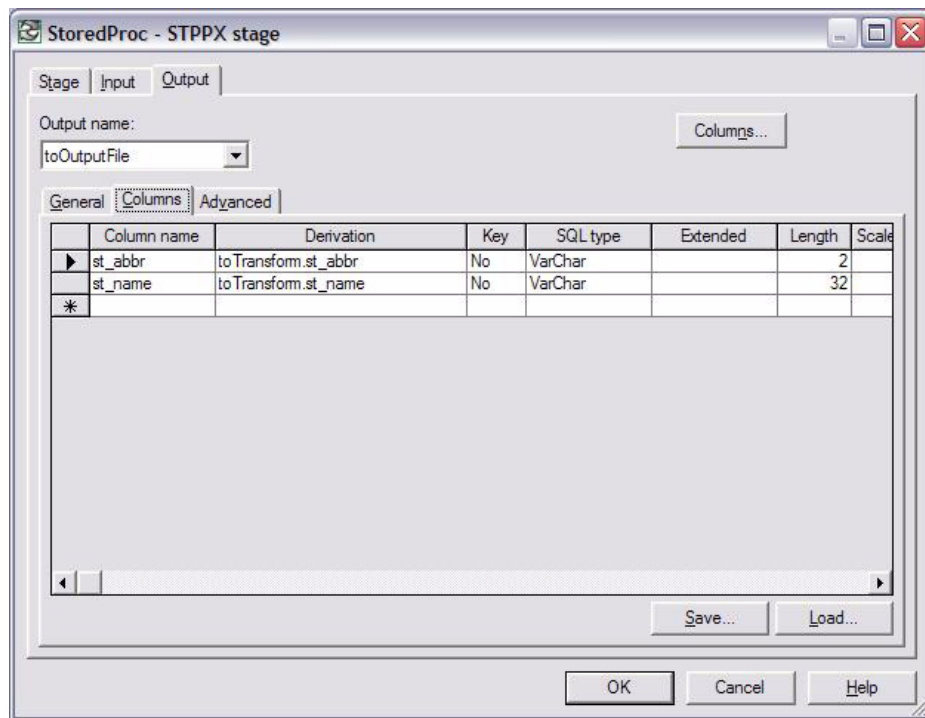 StoredProc - STPPX stage
Stage Input Output
Output name:
Columns...
toOutputFile
General Columns Advanced
Column name Derivation Key SQL type Extended Length Scale
st_abbr toTransform.st_abbr No VarChar 2
st_name toTransform.st_name No VarChar 32
Save... Load...
OK Cancel Help